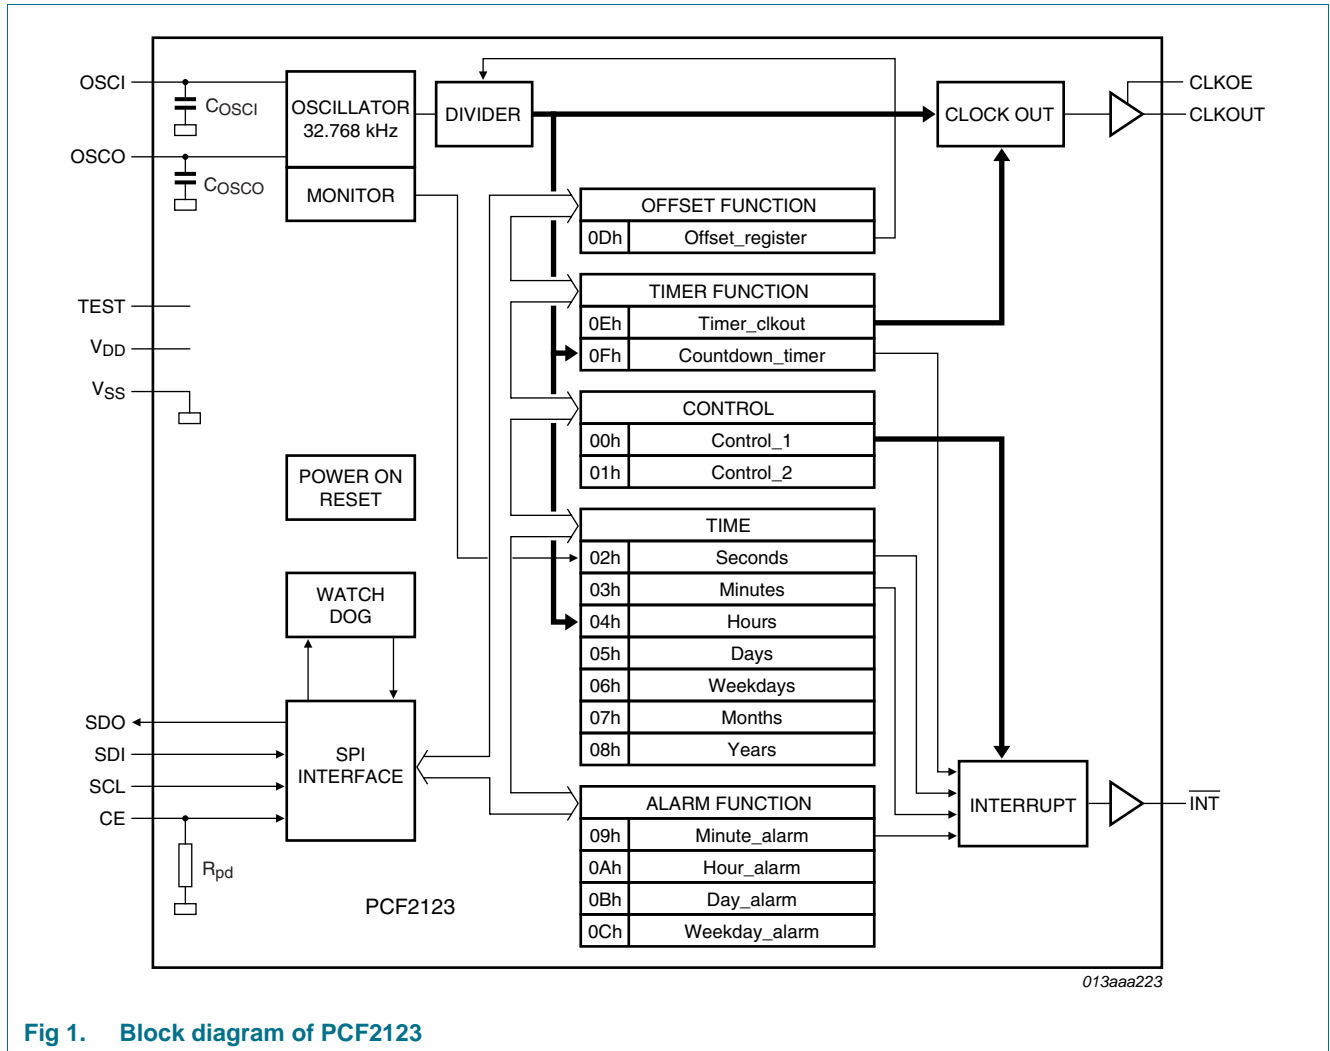 OSCI
COSCI
OSCO
COSCO
OSCILLATOR
32.768 kHz
MONITOR
DIVIDER
CLOCK OUT
CLKOE
CLKOUT
OFFSET FUNCTION
0Dh Offset_register
TEST
VDD
VSS
TIMER FUNCTION
0Eh Timer_clkout
0Fh Countdown_timer
CONTROL
00h Control_1
01h Control_2
POWER ON
RESET
TIME
02h Seconds
03h Minutes
04h Hours
05h Days
06h Weekdays
07h Months
08h Years
WATCH
DOG
SDO
SDI
SCL
CE
SPI
INTERFACE
Rpd
ALARM FUNCTION
09h Minute_alarm
0Ah Hour_alarm
0Bh Day_alarm
0Ch Weekday_alarm
INTERRUPT
INT
PCF2123
013aaa223
Fig 1. Block diagram of PCF2123